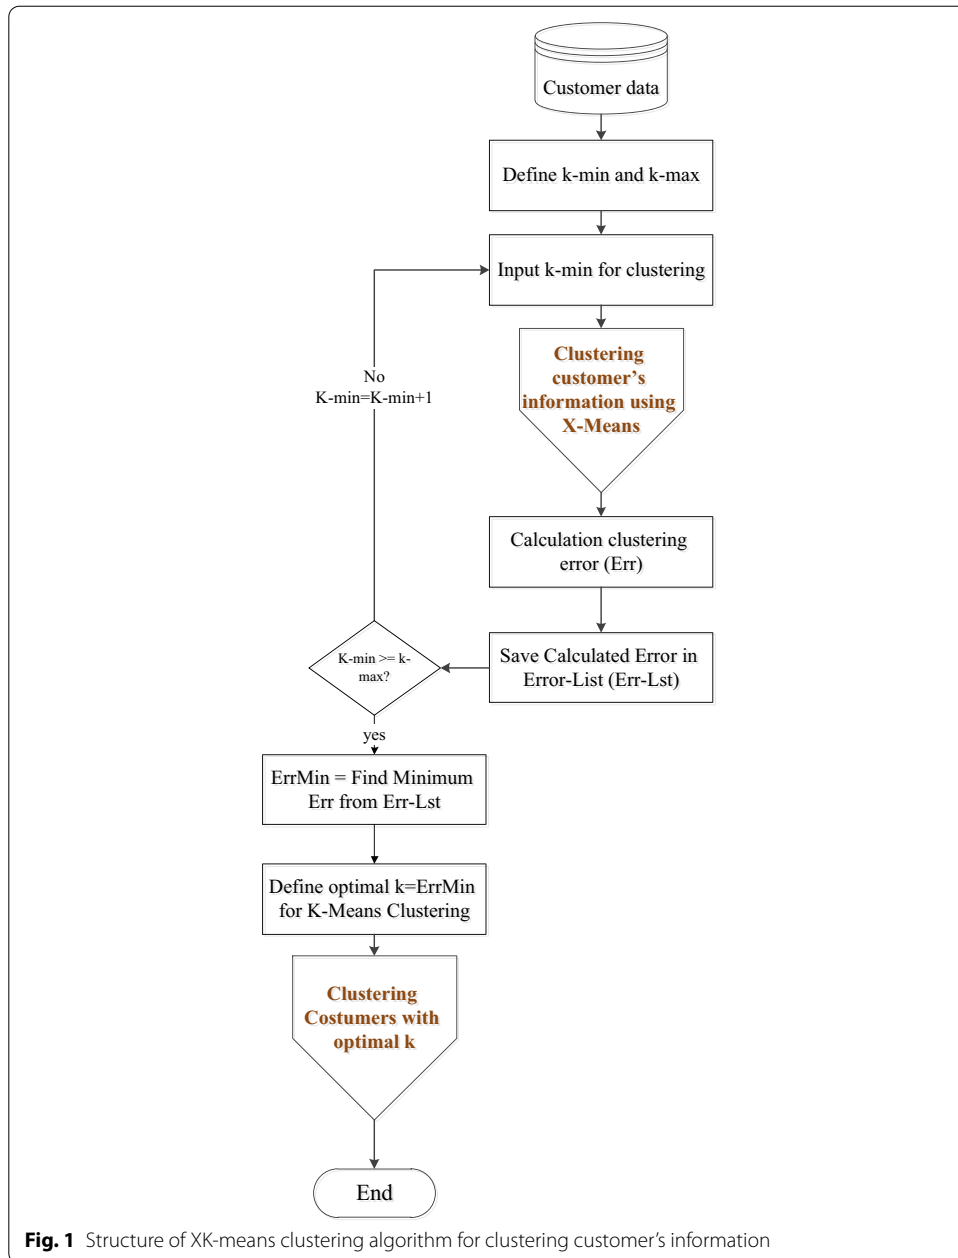 Customer data
Define k-min and k-max
Input k-min for clustering
Clustering
customer’s
information using
X-Means
No
K-min=K-min+1
Calculation clustering
error (Err)
Save Calculated Error in
Error-List (Err-Lst)
K-min >= k-
max?
yes
ErrMin = Find Minimum
Err from Err-Lst
Define optimal k=ErrMin
for K-Means Clustering
Clustering
Costumers with
optimal k
End
Fig. 1 Structure of XK-means clustering algorithm for clustering customer’s information